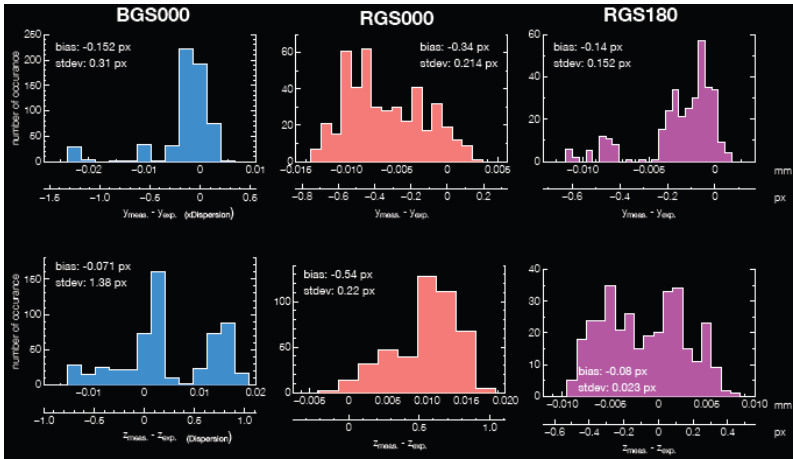 BGS000 RGS000 RGS180
bias: -0.152 px
stdev: 0.31 px
bias: -0.34 px
stdev: 0.214 px
bias: -0.14 px
stdev: 0.152 px
number of occurance
250
200
150
100
50
0
60
40
20
0
60
40
20
0
-0.02 -0.01 0 0.01
-0.016 -0.010 -0.005 0 0.005
-0.010 -0.005 0
mm
-1.5 -1.0 -0.5 0 0.5
-0.8 -0.6 -0.4 -0.2 0 0.2
-0.6 -0.4 -0.2 0
px
ymeas. - yexp. (xDispersion)
ymeas. - yexp.
ymeas. - yexp.
bias: -0.071 px
stdev: 1.38 px
bias: -0.54 px
stdev: 0.22 px
bias: -0.08 px
stdev: 0.023 px
number of occurance
150
100
50
0
100
50
0
40
30
20
10
0
-0.01 0 0.01 0.02
-0.005 0 0.005 0.010 0.016 0.020
-0.010 -0.005 0 0.005 0.010
mm
-1.0 -0.5 0 0.5 1.0
0 0.5 1.0
-0.6 -0.4 -0.2 0 0.2 0.4
px
zmeas. - zexp. (Dispersion)
zmeas. - zexp.
zmeas. - zexp.